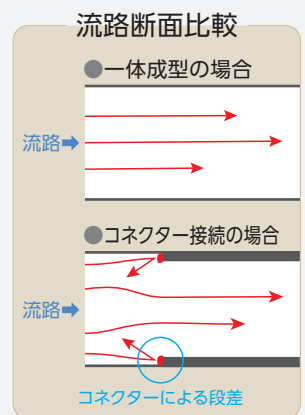 流路断面比較
●一体成型の場合
流路➡
●コネクター接続の場合
流路➡
コネクターによる段差